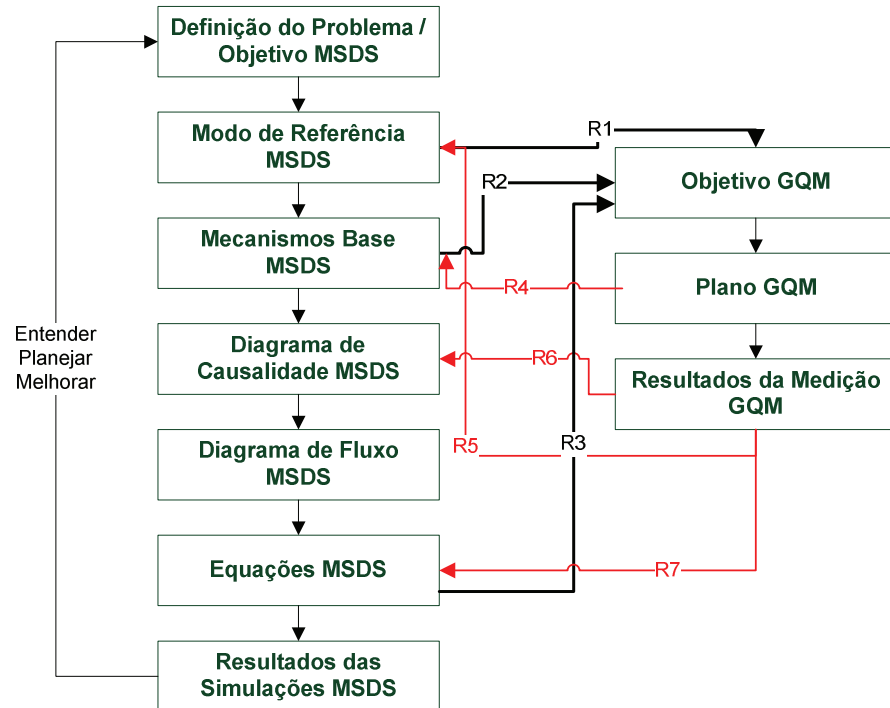 Definição do Problema /
Objetivo MSDS
Modo de Referência
MSDS
R1
Objetivo GQM
R2
Mecanismos Base
MSDS
Plano GQM
R4
Entender
Planejar
Melhorar
Diagrama de
Causalidade MSDS
R6
Resultados da Medição
GQM
R5
R3
Diagrama de Fluxo
MSDS
Equações MSDS
R7
Resultados das
Simulações MSDS